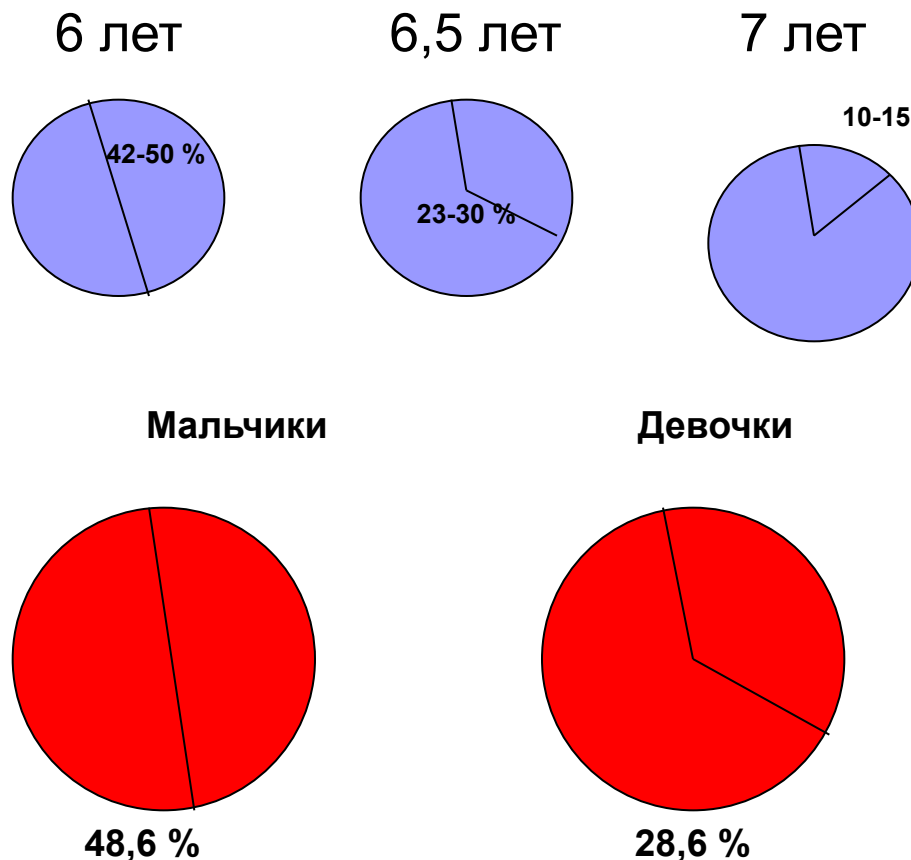 6 лет
6,5 лет
7 лет
42-50 %
23-30 %
10-15
Мальчики
Девочки
48,6 %
28,6 %